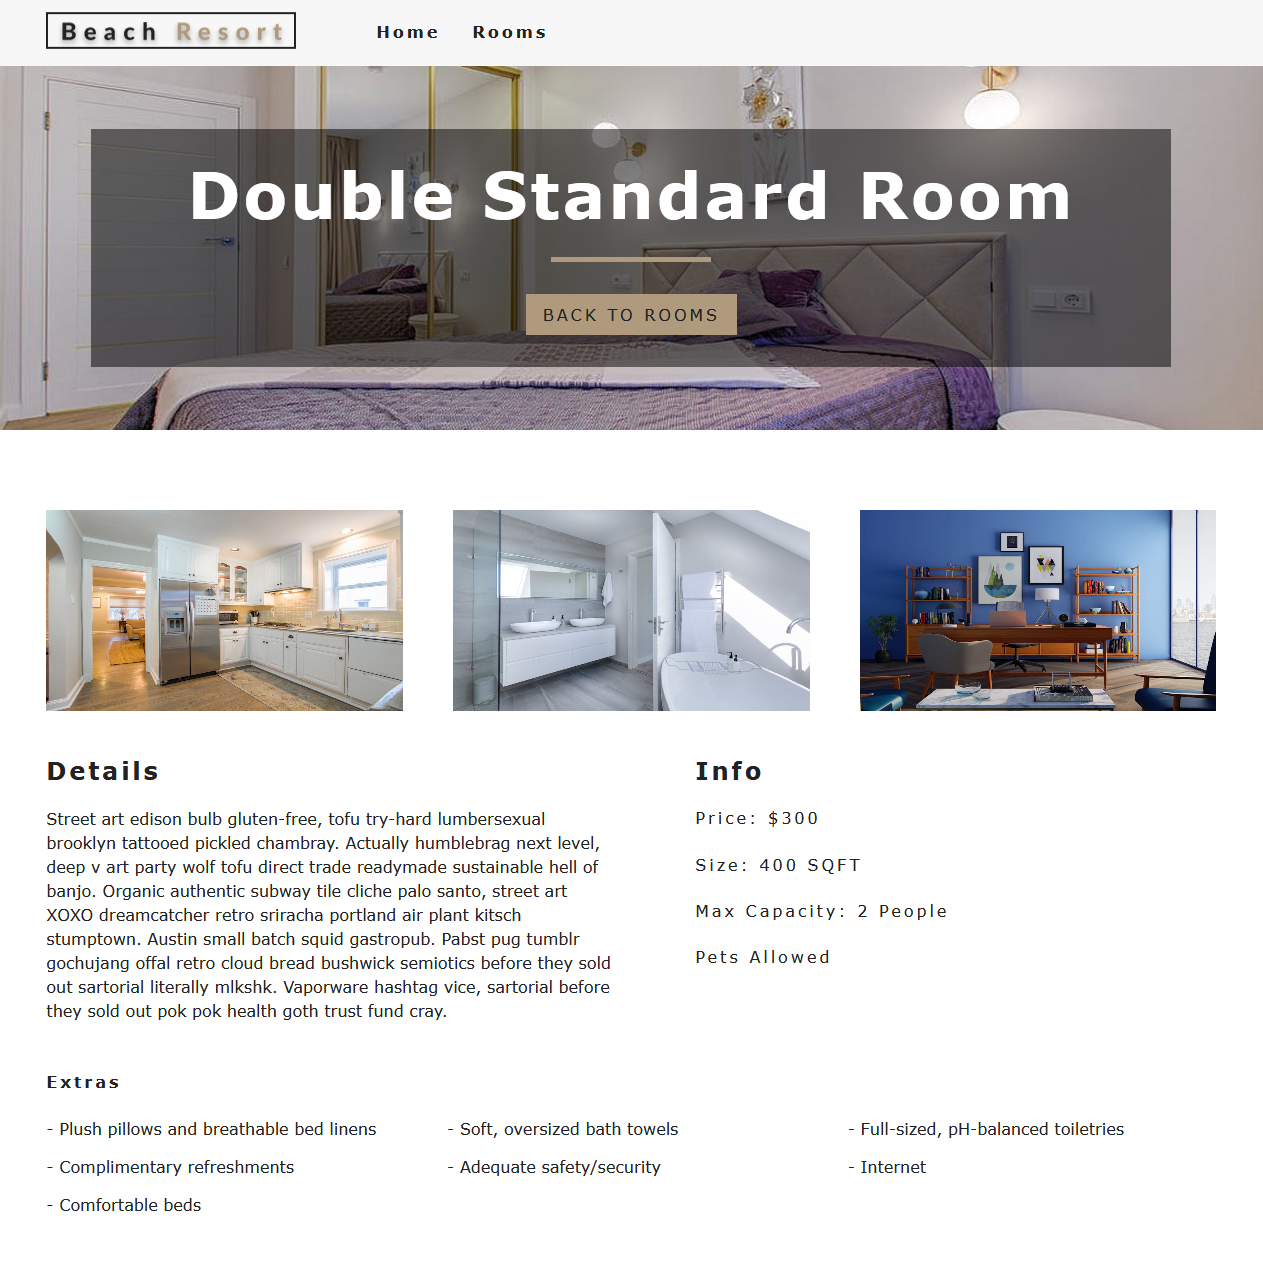 Beach Resort
Home Rooms
Double Standard Room
BACK TO ROOMS
Details
Street art edison bulb gluten-free, tofu try-hard lumbersexual
brooklyn tattooed pickled chambray. Actually humblebrag next level,
deep v art party wolf tofu direct trade readymade sustainable hell of
banjo. Organic authentic subway tile cliche palo santo, street art
XOXO dreamcatcher retro sriracha portland air plant kitsch
stumptown. Austin small batch squid gastropub. Pabst pug tumblr
gochujang offal retro cloud bread bushwick semiotics before they sold
out sartorial literally mlkshk. Vaporware hashtag vice, sartorial before
they sold out pok pok health goth trust fund cray.
Info
Price: $300
Size: 400 SQFT
Max Capacity: 2 People
Pets Allowed
Extras
- Plush pillows and breathable bed linens
- Soft, oversized bath towels
- Full-sized, pH-balanced toiletries
- Complimentary refreshments
- Adequate safety/security
- Internet
- Comfortable beds